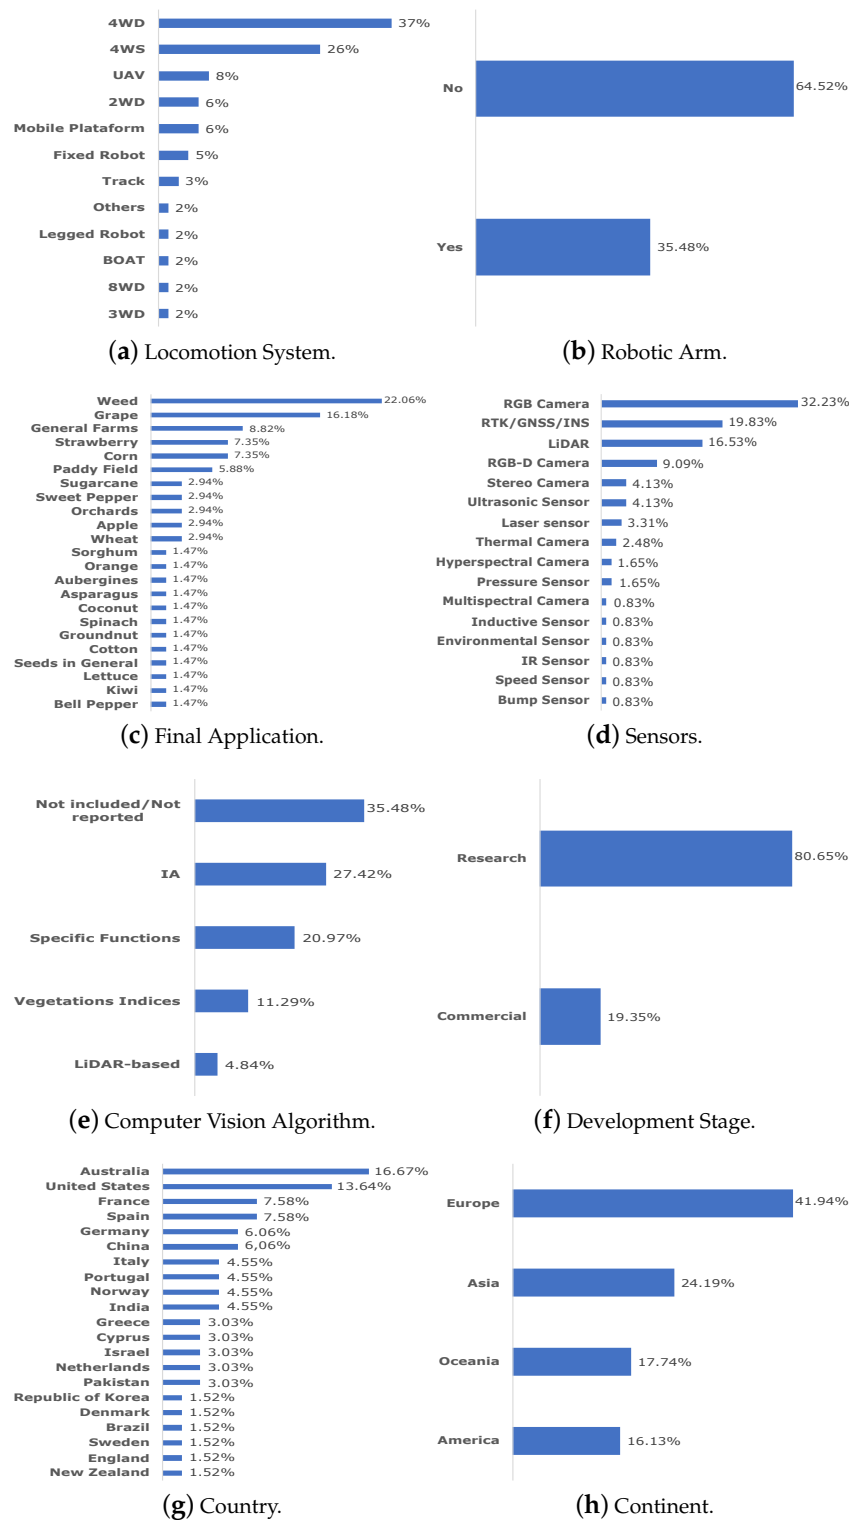 4WD 37%
4WS 26%
UAV 8%
2WD 6%
Mobile Plataform 6%
Fixed Robot 5%
Track 3%
Others 2%
Legged Robot 2%
BOAT 2%
8WD 2%
3WD 2%
(a) Locomotion System.
No 64.52%
Yes 35.48%
(b) Robotic Arm.
Weed 22.06%
Grape 16.18%
General Farms 8.82%
Strawberry 7.35%
Corn 7.35%
Paddy Field 5.88%
Sugarcane 2.94%
Sweet Pepper 2.94%
Orchards 2.94%
Apple 2.94%
Wheat 2.94%
Sorghum 1.47%
Orange 1.47%
Aubergines 1.47%
Asparagus 1.47%
Coconut 1.47%
Spinach 1.47%
Groundnut 1.47%
Cotton 1.47%
Seeds in General 1.47%
Lettuce 1.47%
Kiwi 1.47%
Bell Pepper 1.47%
(c) Final Application.
RGB Camera 32.23%
RTK/GNSS/INS 19.83%
LiDAR 16.53%
RGB-D Camera 9.09%
Stereo Camera 4.13%
Ultrasonic Sensor 4.13%
Laser sensor 3.31%
Thermal Camera 2.48%
Hyperspectral Camera 1.65%
Pressure Sensor 1.65%
Multispectral Camera 0.83%
Inductive Sensor 0.83%
Environmental Sensor 0.83%
IR Sensor 0.83%
Speed Sensor 0.83%
Bump Sensor 0.83%
(d) Sensors.
Not included/Not
reported 35.48%
IA 27.42%
Specific Functions 20.97%
Vegetations Indices 11.29%
LiDAR-based 4.84%
(e) Computer Vision Algorithm.
Research 80.65%
Commercial 19.35%
(f) Development Stage.
Australia 16.67%
United States 13.64%
France 7.58%
Spain 7.58%
Germany 6.06%
China 6,06%
Italy 4.55%
Portugal 4.55%
Norway 4.55%
India 4.55%
Greece 3.03%
Cyprus 3.03%
Israel 3.03%
Netherlands 3.03%
Pakistan 3.03%
Republic of Korea 1.52%
Denmark 1.52%
Brazil 1.52%
Sweden 1.52%
England 1.52%
New Zealand 1.52%
(g) Country.
Europe 41.94%
Asia 24.19%
Oceania 17.74%
America 16.13%
(h) Continent.